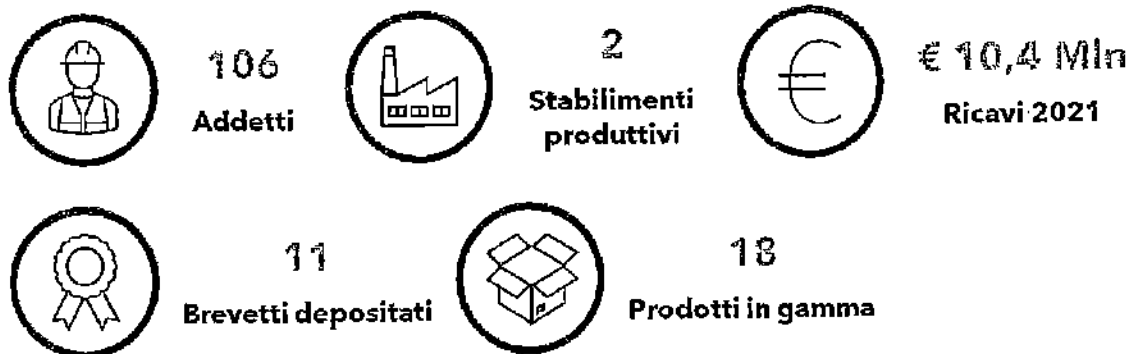 106
Addetti
2
Stabilimenti
produttivi
€ 10,4 Mln
Ricavi 2021
11
Brevetti depositati
18
Prodotti in gamma